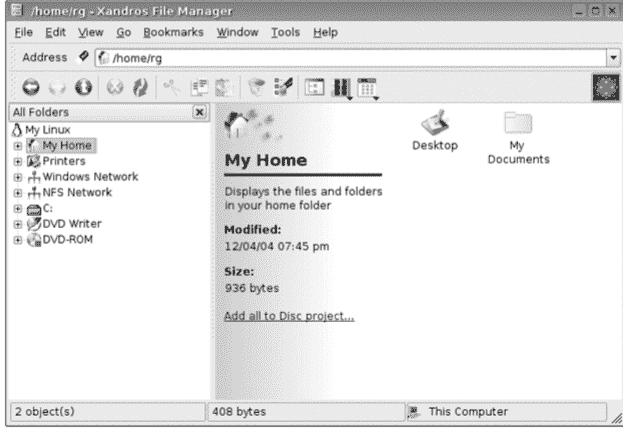 /home/rg - Xandros File Manager
File Edit View Go Bookmarks Window Tools Help
Address /home/rg
All Folders
My Linux
My Home
Printers
Windows Network
NFS Network
C:
DVD Writer
DVD-ROM
My Home
Displays the files and folders
in your home folder
Modified:
12/04/04 07:45 pm
Size:
936 bytes
Add all to Disc project...
Desktop
My
Documents
2 object(s) 408 bytes This Computer